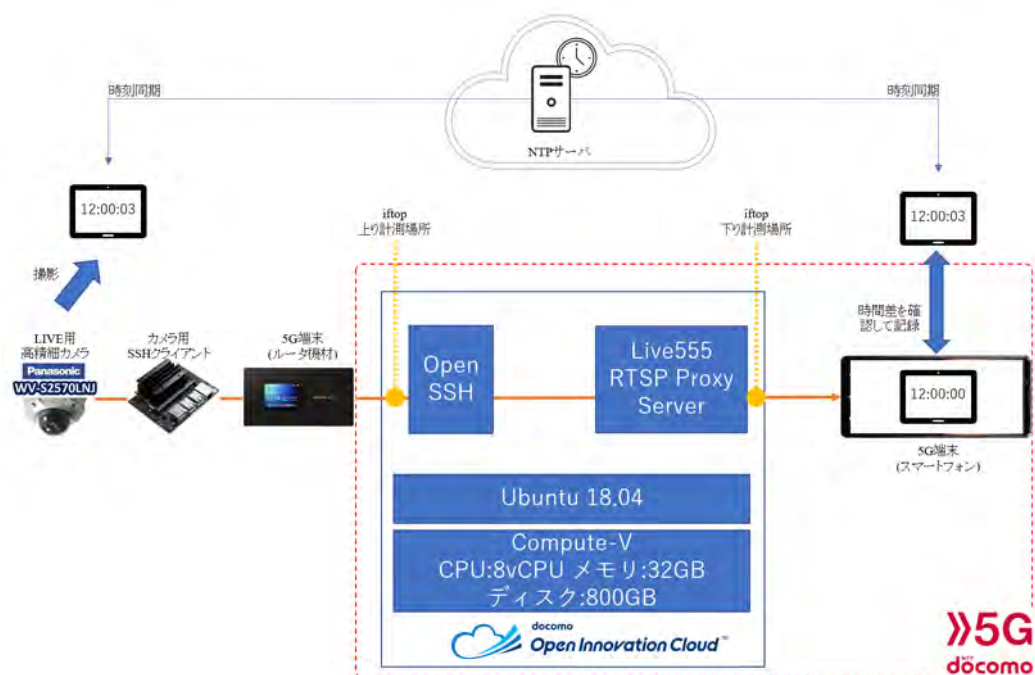 時刻同期
時刻同期
NTPサーバ
12:00:03
12:00:03
iftop
上り計測場所
iftop
下り計測場所
撮影
時間差を確
認して記録
LIVE用
高精細カメラ
Panasonic
WV-S2570LNJ
カメラ用
SSHクライアント
5G端末
(ルータ機材)
Open
SSH
Live555
RTSP Proxy
Server
12:00:00
5G端末
(スマートフォン)
Ubuntu 18.04
Compute-V
CPU:8vCPU メモリ:32GB
ディスク:800GB
docomo
Open Innovation Cloud™
5G
NTT
döcomo